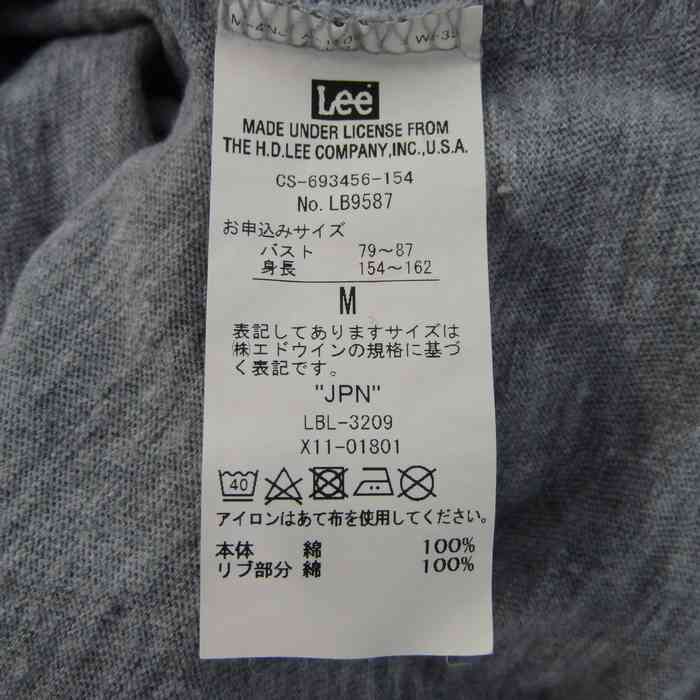 Lee
MADE UNDER LICENSE FROM
THE H.D.LEE COMPANY,INC.,U.S.A.
CS-693456-154
No. LB9587
お申込みサイズ
バスト 79～87
身長 154～162
M
表記してありますサイズは
㈱エドウインの規格に基づ
く表記です。
"JPN"
LBL-3209
X11-01801
40
アイロンはあて布を使用してください。
本体 綿 100%
リブ部分 綿 100%